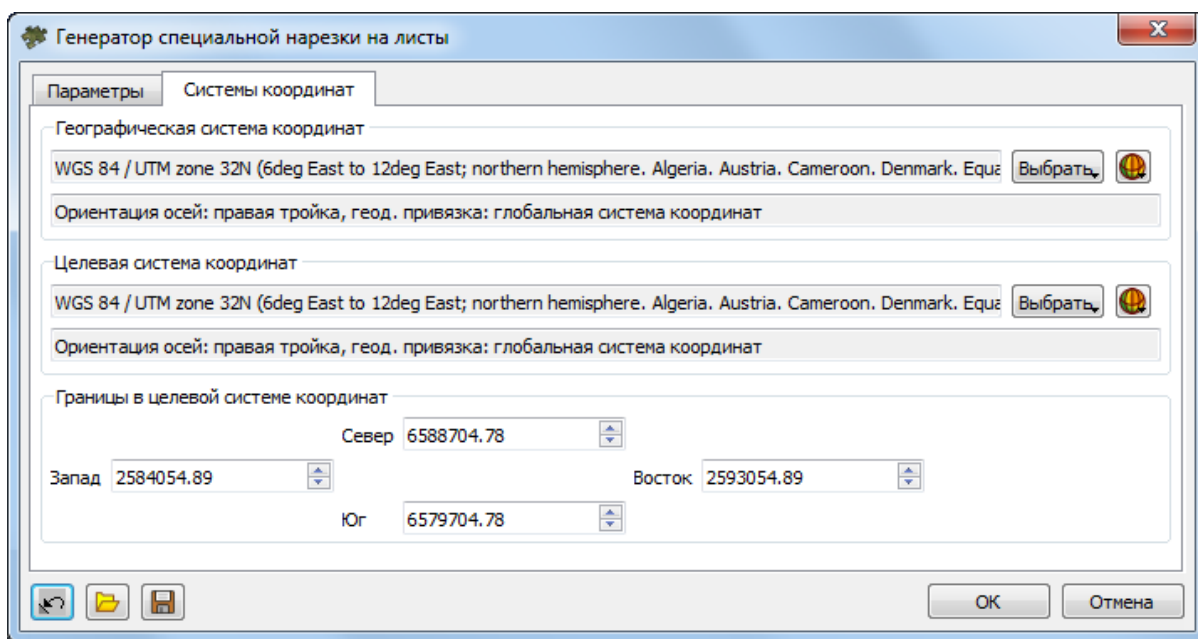 Генератор специальной нарезки на листы
Параметры Системы координат
Географическая система координат
WGS 84 / UTM zone 32N (6deg East to 12deg East; northern hemisphere. Algeria. Austria. Cameroon. Denmark. Equa Выбрать
Ориентация осей: правая тройка, геод. привязка: глобальная система координат
Целевая система координат
WGS 84 / UTM zone 32N (6deg East to 12deg East; northern hemisphere. Algeria. Austria. Cameroon. Denmark. Equa Выбрать
Ориентация осей: правая тройка, геод. привязка: глобальная система координат
Границы в целевой системе координат
Север 6588704.78
Запад 2584054.89 Восток 2593054.89
Юг 6579704.78
OK Отмена